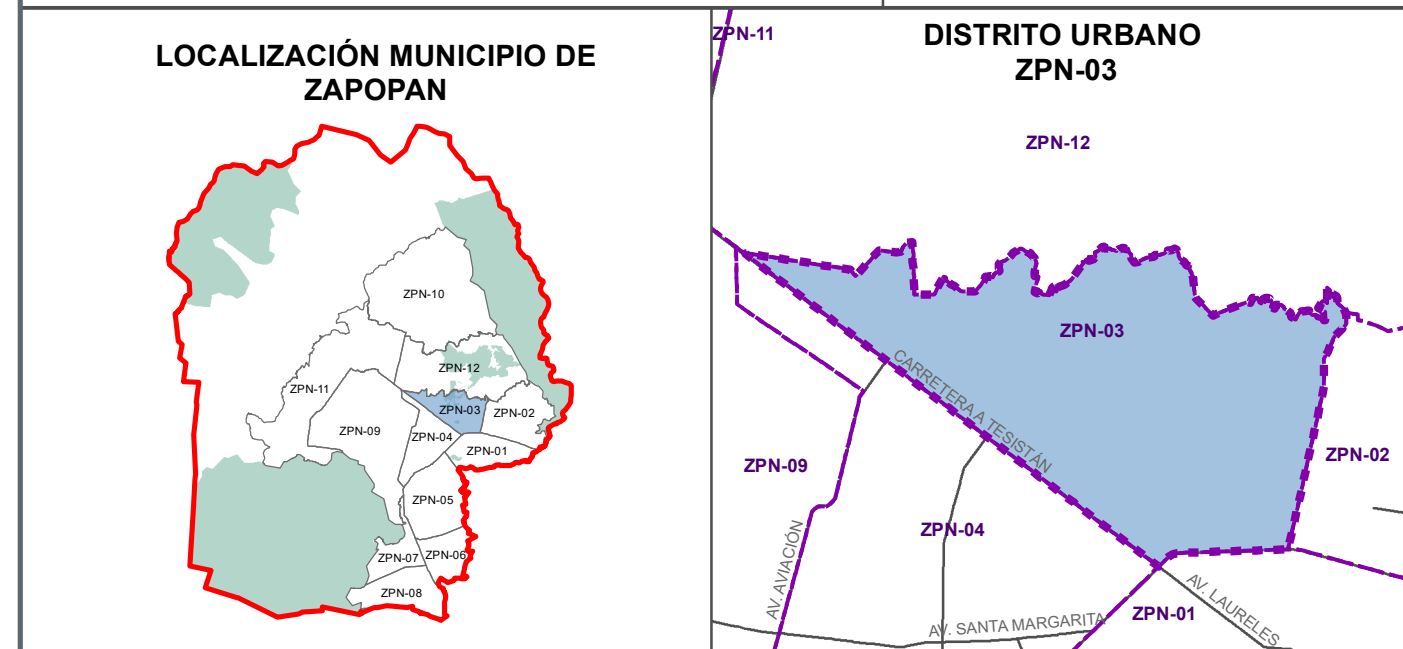 LOCALIZACIÓN MUNICIPIO DE
ZAPOPAN
ZPN-10
ZPN-12
ZPN-11
ZPN-03
ZPN-02
ZPN-09
ZPN-04
ZPN-01
ZPN-05
ZPN-07
ZPN-06
ZPN-08
DISTRITO URBANO
ZPN-03
ZPN-11
ZPN-12
ZPN-03
CARRETERA A TESISTÁN
ZPN-09
ZPN-02
ZPN-04
AV. AVIACIÓN
AV. LAURELES
ZPN-01
AV. SANTA MARGARITA